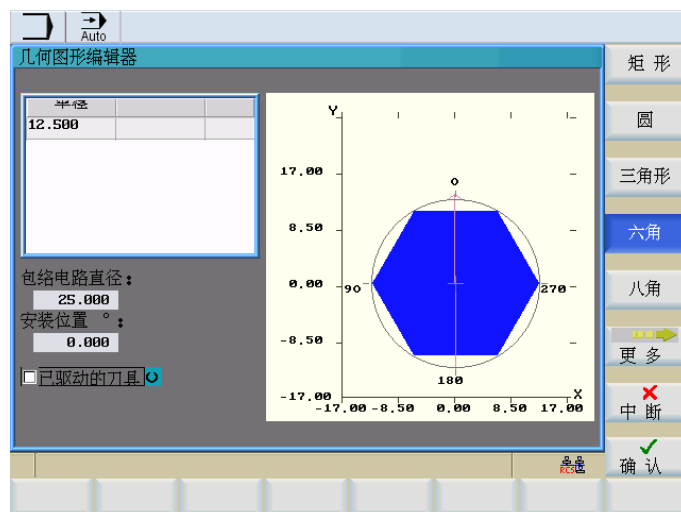 Auto
几何图形编辑器
半径
12.500
包络电路直径：
25.000
安装位置 °：
0.000
已驱动的刀具
Y
17.00
8.50
0.00
-8.50
-17.00
0
90
270
180
X
-17.00 -8.50 0.00 8.50 17.00
矩 形
圆
三角形
六角
八角
更 多
中 断
确 认
RCS